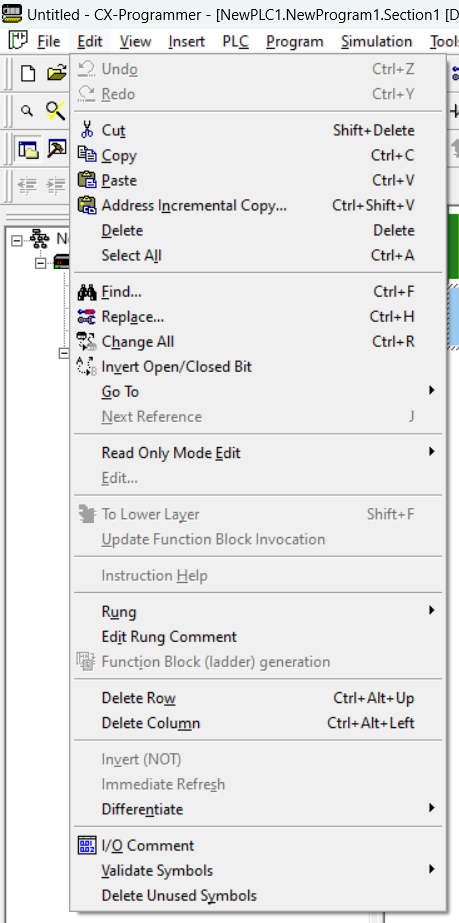 Untitled - CX-Programmer - [NewPLC1.NewProgram1.Section1 [D
File Edit View Insert PLC Program Simulation Tools
Undo Ctrl+Z
Redo Ctrl+Y
Cut Shift+Delete
Copy Ctrl+C
Paste Ctrl+V
Address Incremental Copy... Ctrl+Shift+V
Delete Delete
Select All Ctrl+A
Find... Ctrl+F
Replace... Ctrl+H
Change All Ctrl+R
Invert Open/Closed Bit
Go To
Next Reference J
Read Only Mode Edit
Edit...
To Lower Layer Shift+F
Update Function Block Invocation
Instruction Help
Rung
Edit Rung Comment
Function Block (ladder) generation
Delete Row Ctrl+Alt+Up
Delete Column Ctrl+Alt+Left
Invert (NOT)
Immediate Refresh
Differentiate
I/O Comment
Validate Symbols
Delete Unused Symbols